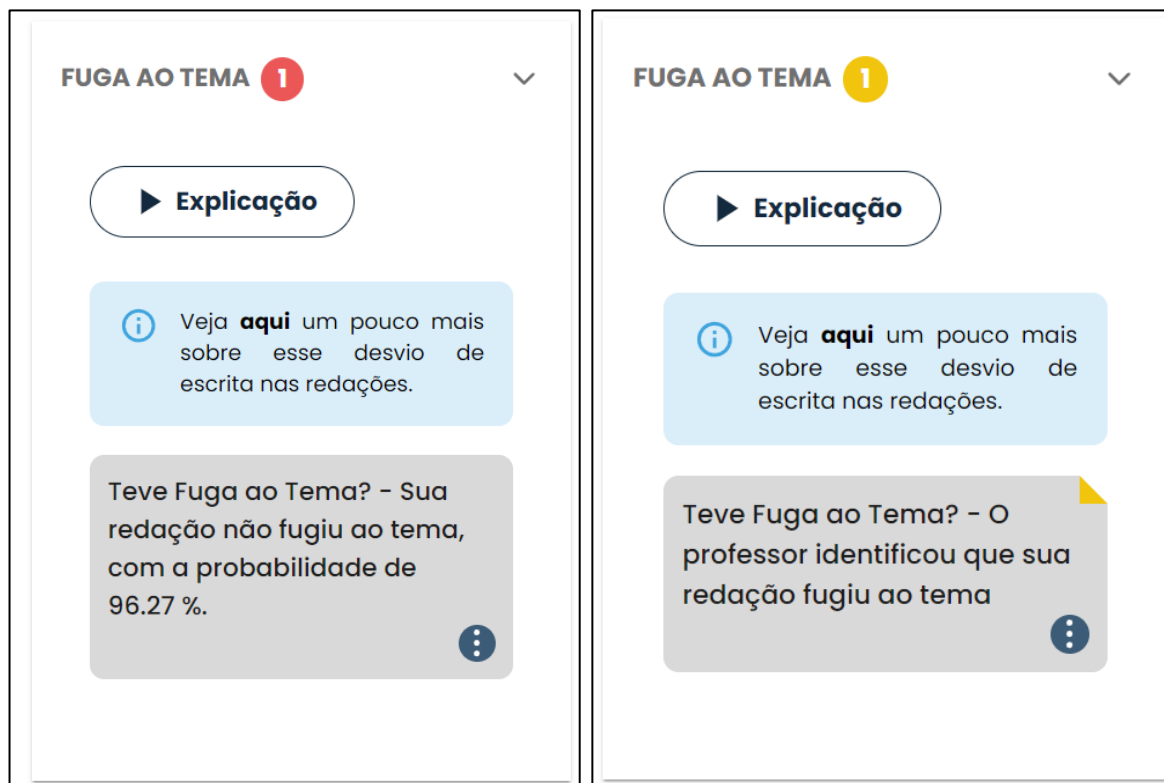 FUGA AO TEMA 1
Explicação
Veja aqui um pouco mais
sobre esse desvio de
escrita nas redações.
Teve Fuga ao Tema? - Sua
redação não fugiu ao tema,
com a probabilidade de
96.27 %.
FUGA AO TEMA 1
Explicação
Veja aqui um pouco mais
sobre esse desvio de
escrita nas redações.
Teve Fuga ao Tema? - O
professor identificou que sua
redação fugiu ao tema